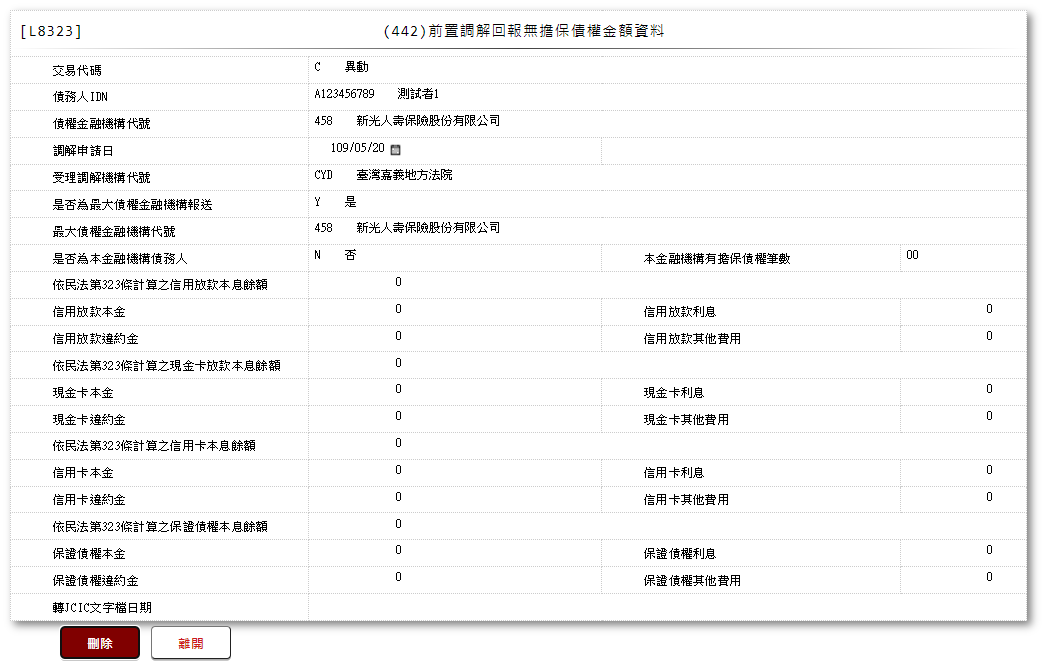 [L8323] (442)前置調解回報無擔保債權金額資料
交易代碼 C 異動
債務人IDN A123456789 測試者1
債權金融機構代號 458 新光人壽保險股份有限公司
調解申請日 109/05/20
受理調解機構代號 CYD 臺灣嘉義地方法院
是否為最大債權金融機構報送 Y 是
最大債權金融機構代號 458 新光人壽保險股份有限公司
是否為本金融機構債務人 N 否 本金融機構有擔保債權筆數 00
依民法第323條計算之信用放款本息餘額 0
信用放款本金 0 信用放款利息 0
信用放款違約金 0 信用放款其他費用 0
依民法第323條計算之現金卡放款本息餘額 0
現金卡本金 0 現金卡利息 0
現金卡違約金 0 現金卡其他費用 0
依民法第323條計算之信用卡本息餘額 0
信用卡本金 0 信用卡利息 0
信用卡違約金 0 信用卡其他費用 0
依民法第323條計算之保證債權本息餘額 0
保證債權本金 0 保證債權利息 0
保證債權違約金 0 保證債權其他費用 0
轉JCIC文字檔日期
刪除 離開